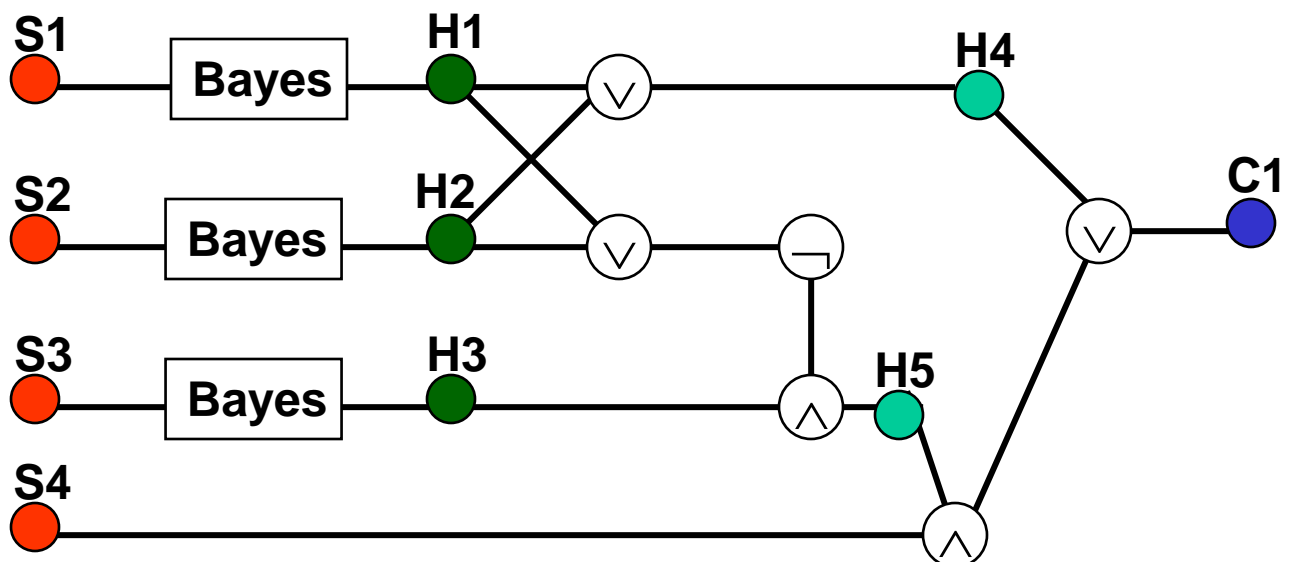 S1
Bayes
H1
∨
H4
S2
Bayes
H2
∨
¬
∨
C1
S3
Bayes
H3
∧
H5
S4
∧